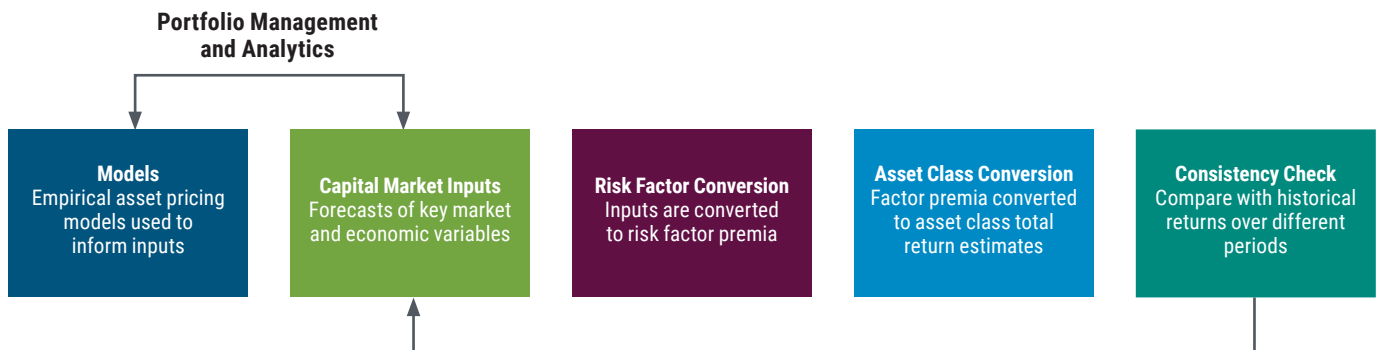 Portfolio Management
and Analytics
Models
Empirical asset pricing
models used to
inform inputs
Capital Market Inputs
Forecasts of key market
and economic variables
Risk Factor Conversion
Inputs are converted
to risk factor premia
Asset Class Conversion
Factor premia converted
to asset class total
return estimates
Consistency Check
Compare with historical
returns over different
periods